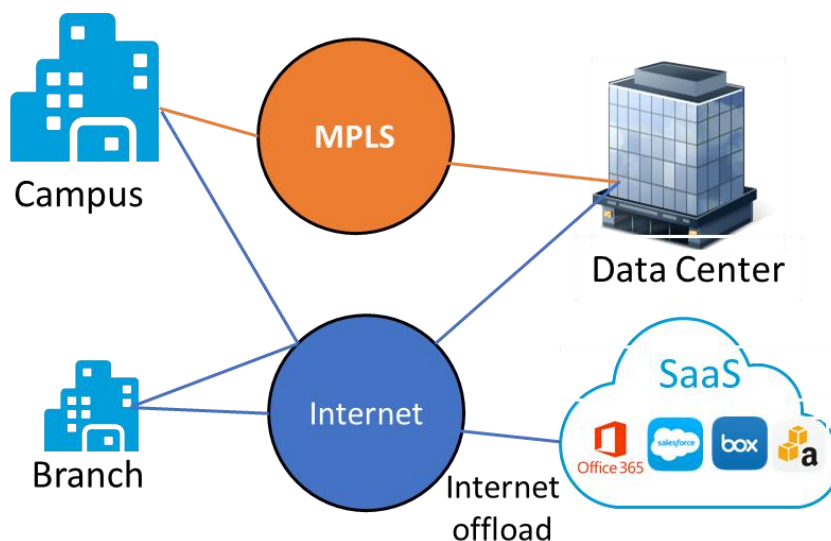 MPLS
Campus
Data Center
SaaS
Internet
Office 365
salesforce
box
a
Branch
Internet
offload